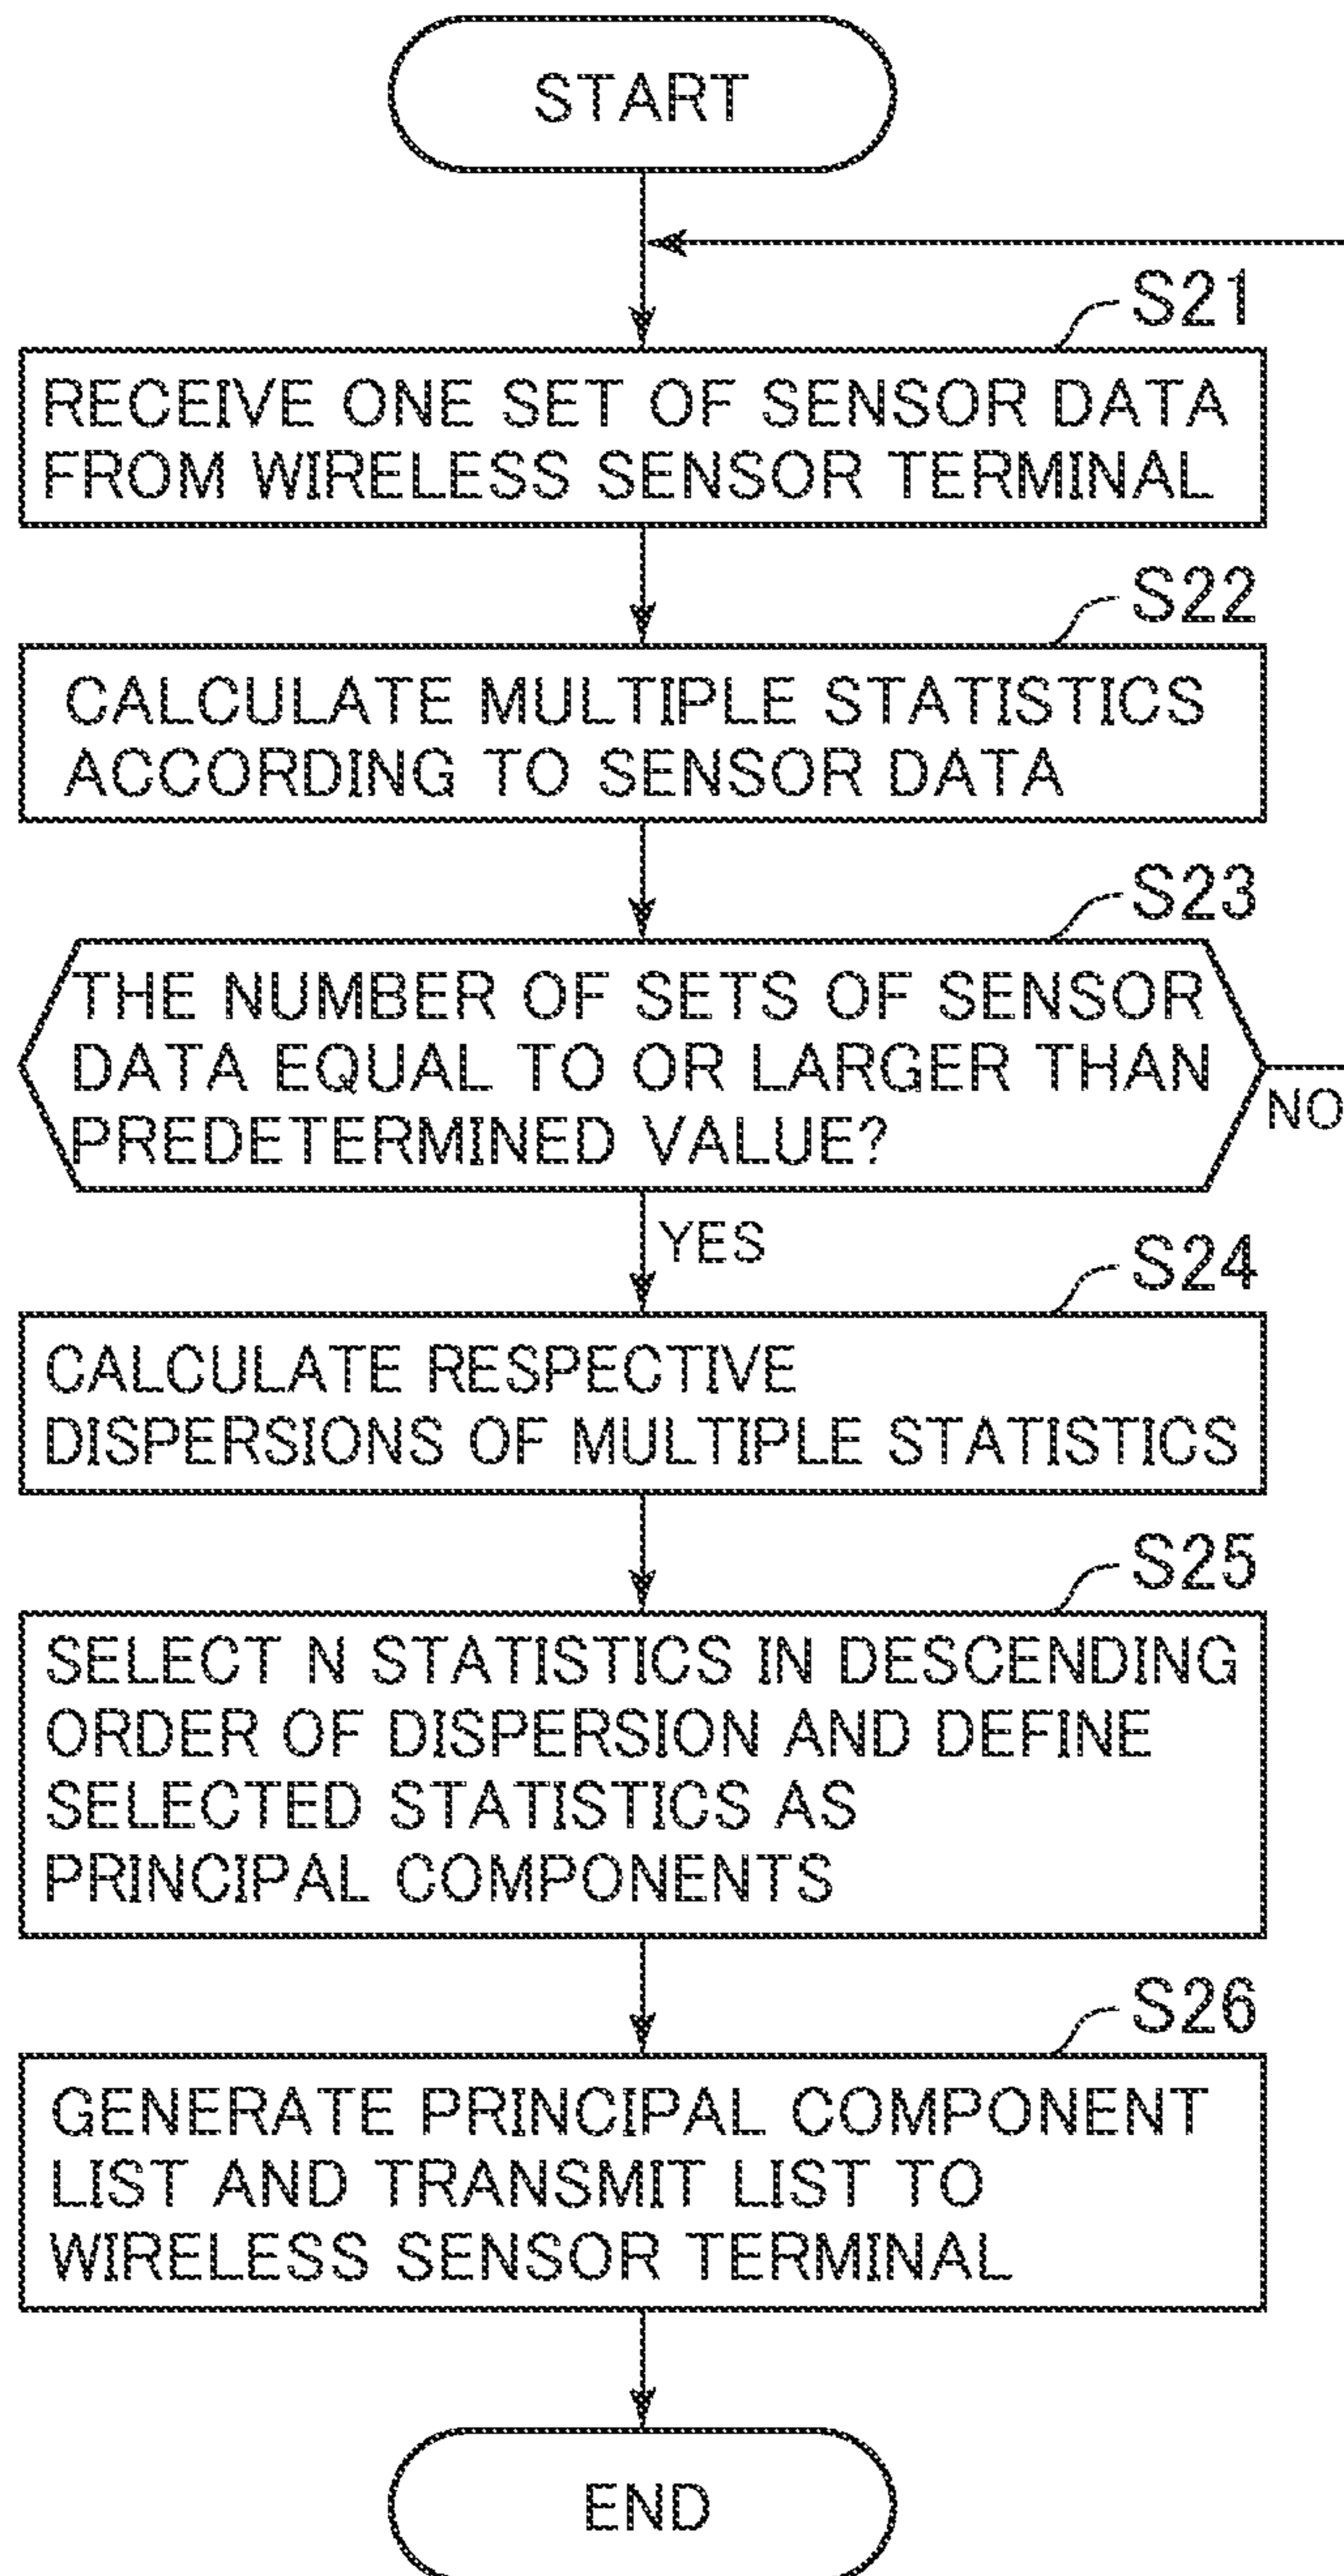 START
S21
RECEIVE ONE SET OF SENSOR DATA
FROM WIRELESS SENSOR TERMINAL
S22
CALCULATE MULTIPLE STATISTICS
ACCORDING TO SENSOR DATA
S23
THE NUMBER OF SETS OF SENSOR
DATA EQUAL TO OR LARGER THAN
PREDETERMINED VALUE?
NO
YES
S24
CALCULATE RESPECTIVE
DISPERSIONS OF MULTIPLE STATISTICS
S25
SELECT N STATISTICS IN DESCENDING
ORDER OF DISPERSION AND DEFINE
SELECTED STATISTICS AS
PRINCIPAL COMPONENTS
S26
GENERATE PRINCIPAL COMPONENT
LIST AND TRANSMIT LIST TO
WIRELESS SENSOR TERMINAL
END